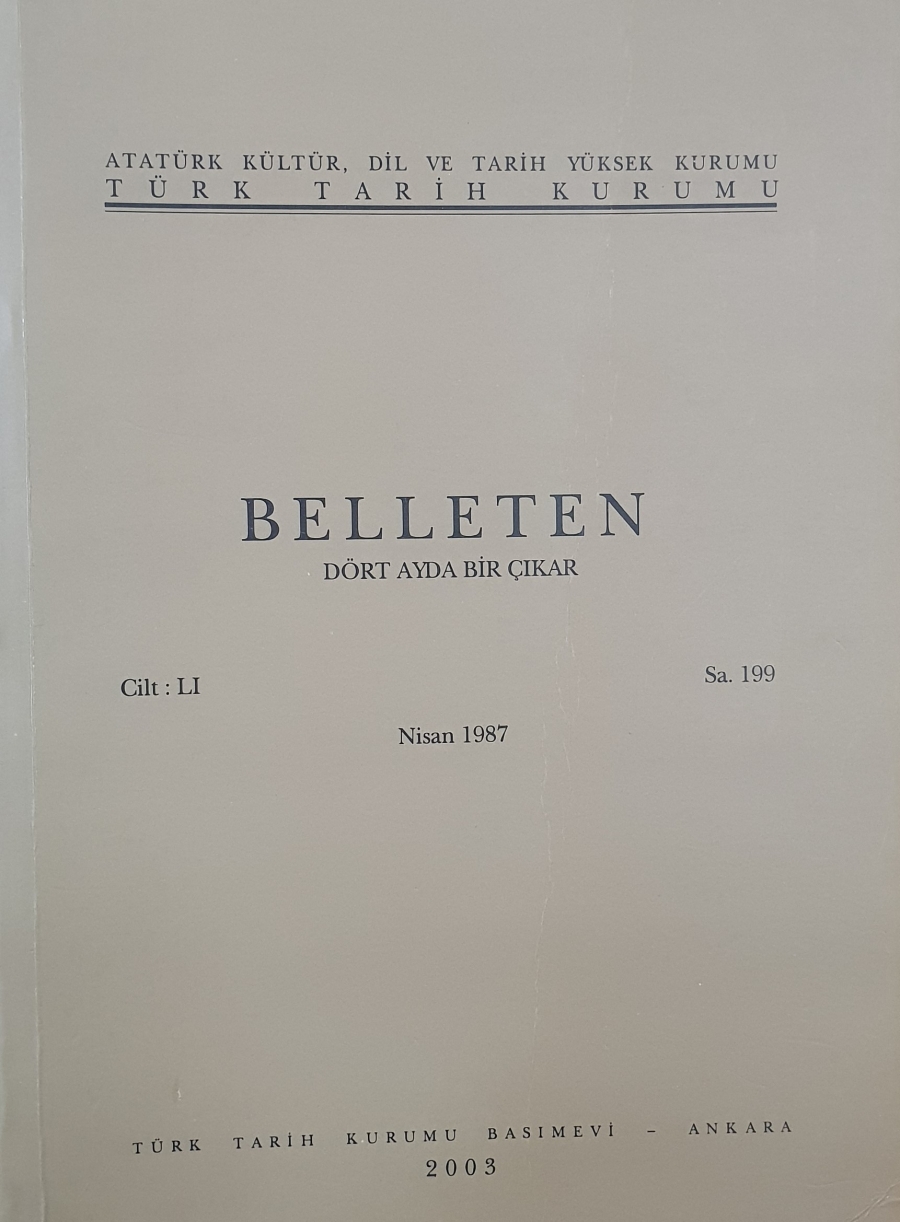 ATATÜRK KÜLTÜR, DİL VE TARİH YÜKSEK KURUMU
TÜRK TARİH KURUMU
BELLETEN
DÖRT AYDA BİR ÇIKAR
Cilt : LI
Sa. 199
Nisan 1987
TÜRK TARİH KURUMU BASIMEVİ – ANKARA
2003